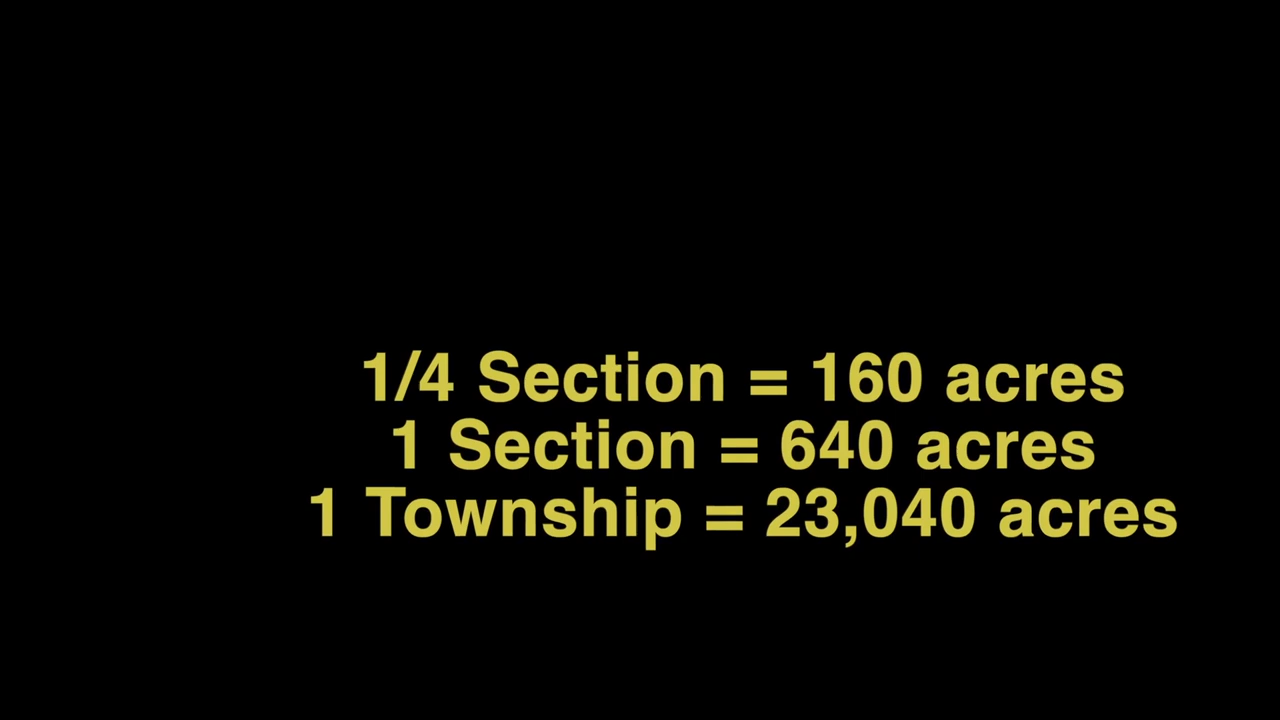 1/4 Section = 160 acres
1 Section = 640 acres
1 Township = 23,040 acres